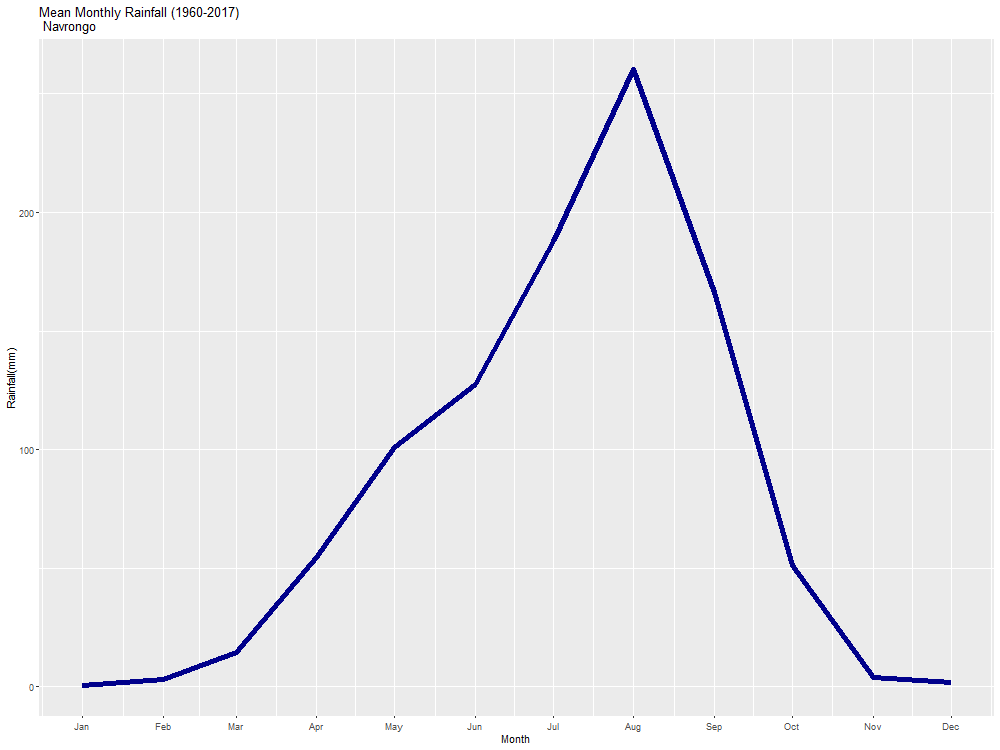 Mean Monthly Rainfall (1960-2017)
Navrongo
Rainfall(mm)
200
100
0
Jan Feb Mar Apr May Jun Jul Aug Sep Oct Nov Dec
Month